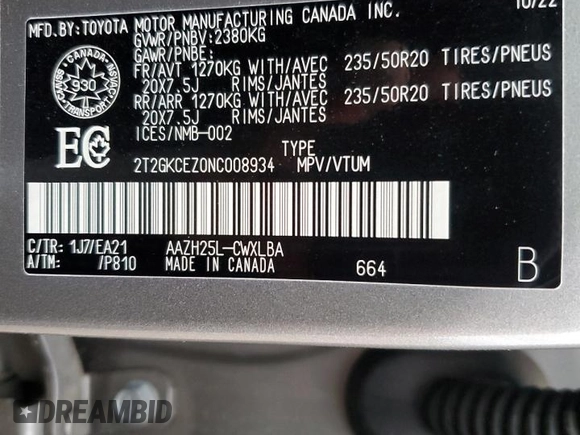 MFD.BY: TOYOTA MOTOR MANUFACTURING CANADA INC. 10/22
GVWR/PNBV: 2380KG
GAWR/PNBE:
FR/AVT 1270KG WITH/AVEC 235/50R20 TIRES/PNEUS
20X7.5J RIMS/JANTES
RR/ARR 1270KG WITH/AVEC 235/50R20 TIRES/PNEUS
20X7.5J RIMS/JANTES
ICES/NMB-002
CANADA
930
TRANSPORT
EC
TYPE
2T2GKCEZ0NC008934 MPV/VTUM
C/TR: 1J7/EA21 AAZH25L-CWXLBA
A/TM: /P810 MADE IN CANADA 664 B
DREAMBID